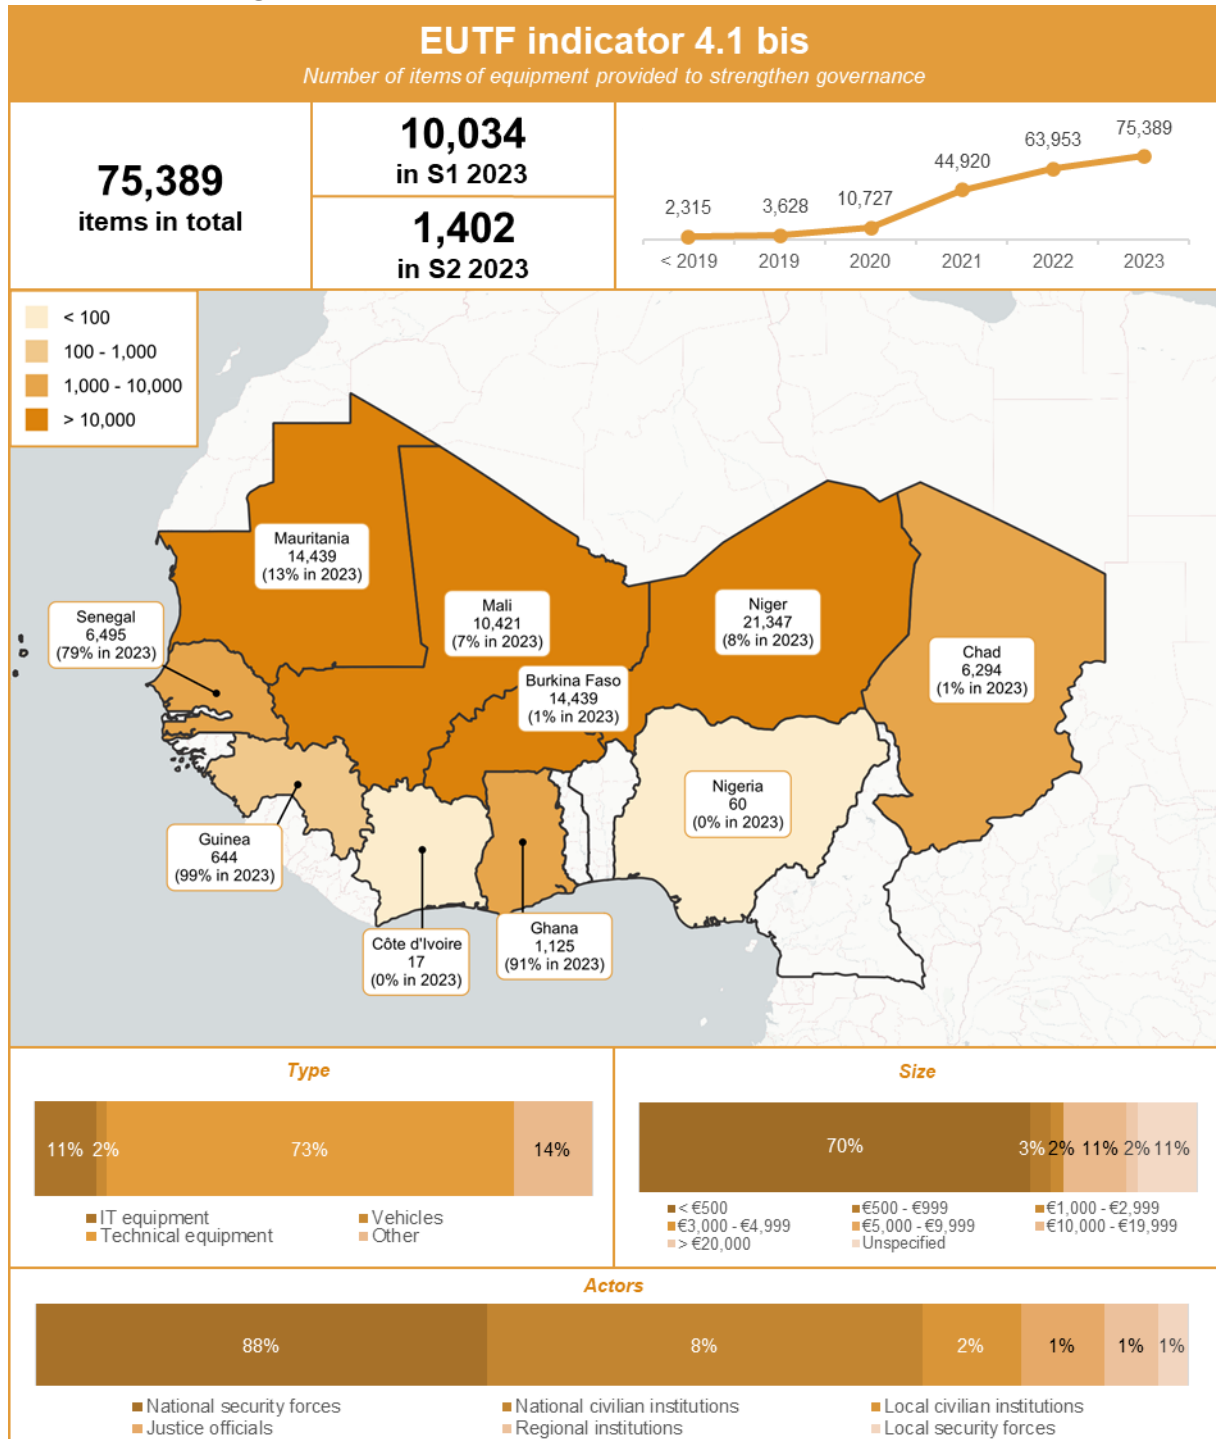 EUTF indicator 4.1 bis
Number of items of equipment provided to strengthen governance
75,389
items in total
10,034
in S1 2023
1,402
in S2 2023
2,315
3,628
10,727
44,920
63,953
75,389
< 2019
2019
2020
2021
2022
2023
< 100
100 - 1,000
1,000 - 10,000
> 10,000
Mauritania
14,439
(13% in 2023)
Mali
10,421
(7% in 2023)
Niger
21,347
(8% in 2023)
Senegal
6,495
(79% in 2023)
Chad
6,294
(1% in 2023)
Burkina Faso
14,439
(1% in 2023)
Nigeria
60
(0% in 2023)
Guinea
644
(99% in 2023)
Côte d'Ivoire
17
(0% in 2023)
Ghana
1,125
(91% in 2023)
Type
11% 2% 73% 14%
IT equipment Vehicles
Technical equipment Other
Size
70% 3% 2% 11% 2% 11%
< €500 €500 - €999 €1,000 - €2,999
€3,000 - €4,999 €5,000 - €9,999 €10,000 - €19,999
> €20,000 Unspecified
Actors
88% 8% 2% 1% 1% 1%
National security forces National civilian institutions Local civilian institutions
Justice officials Regional institutions Local security forces